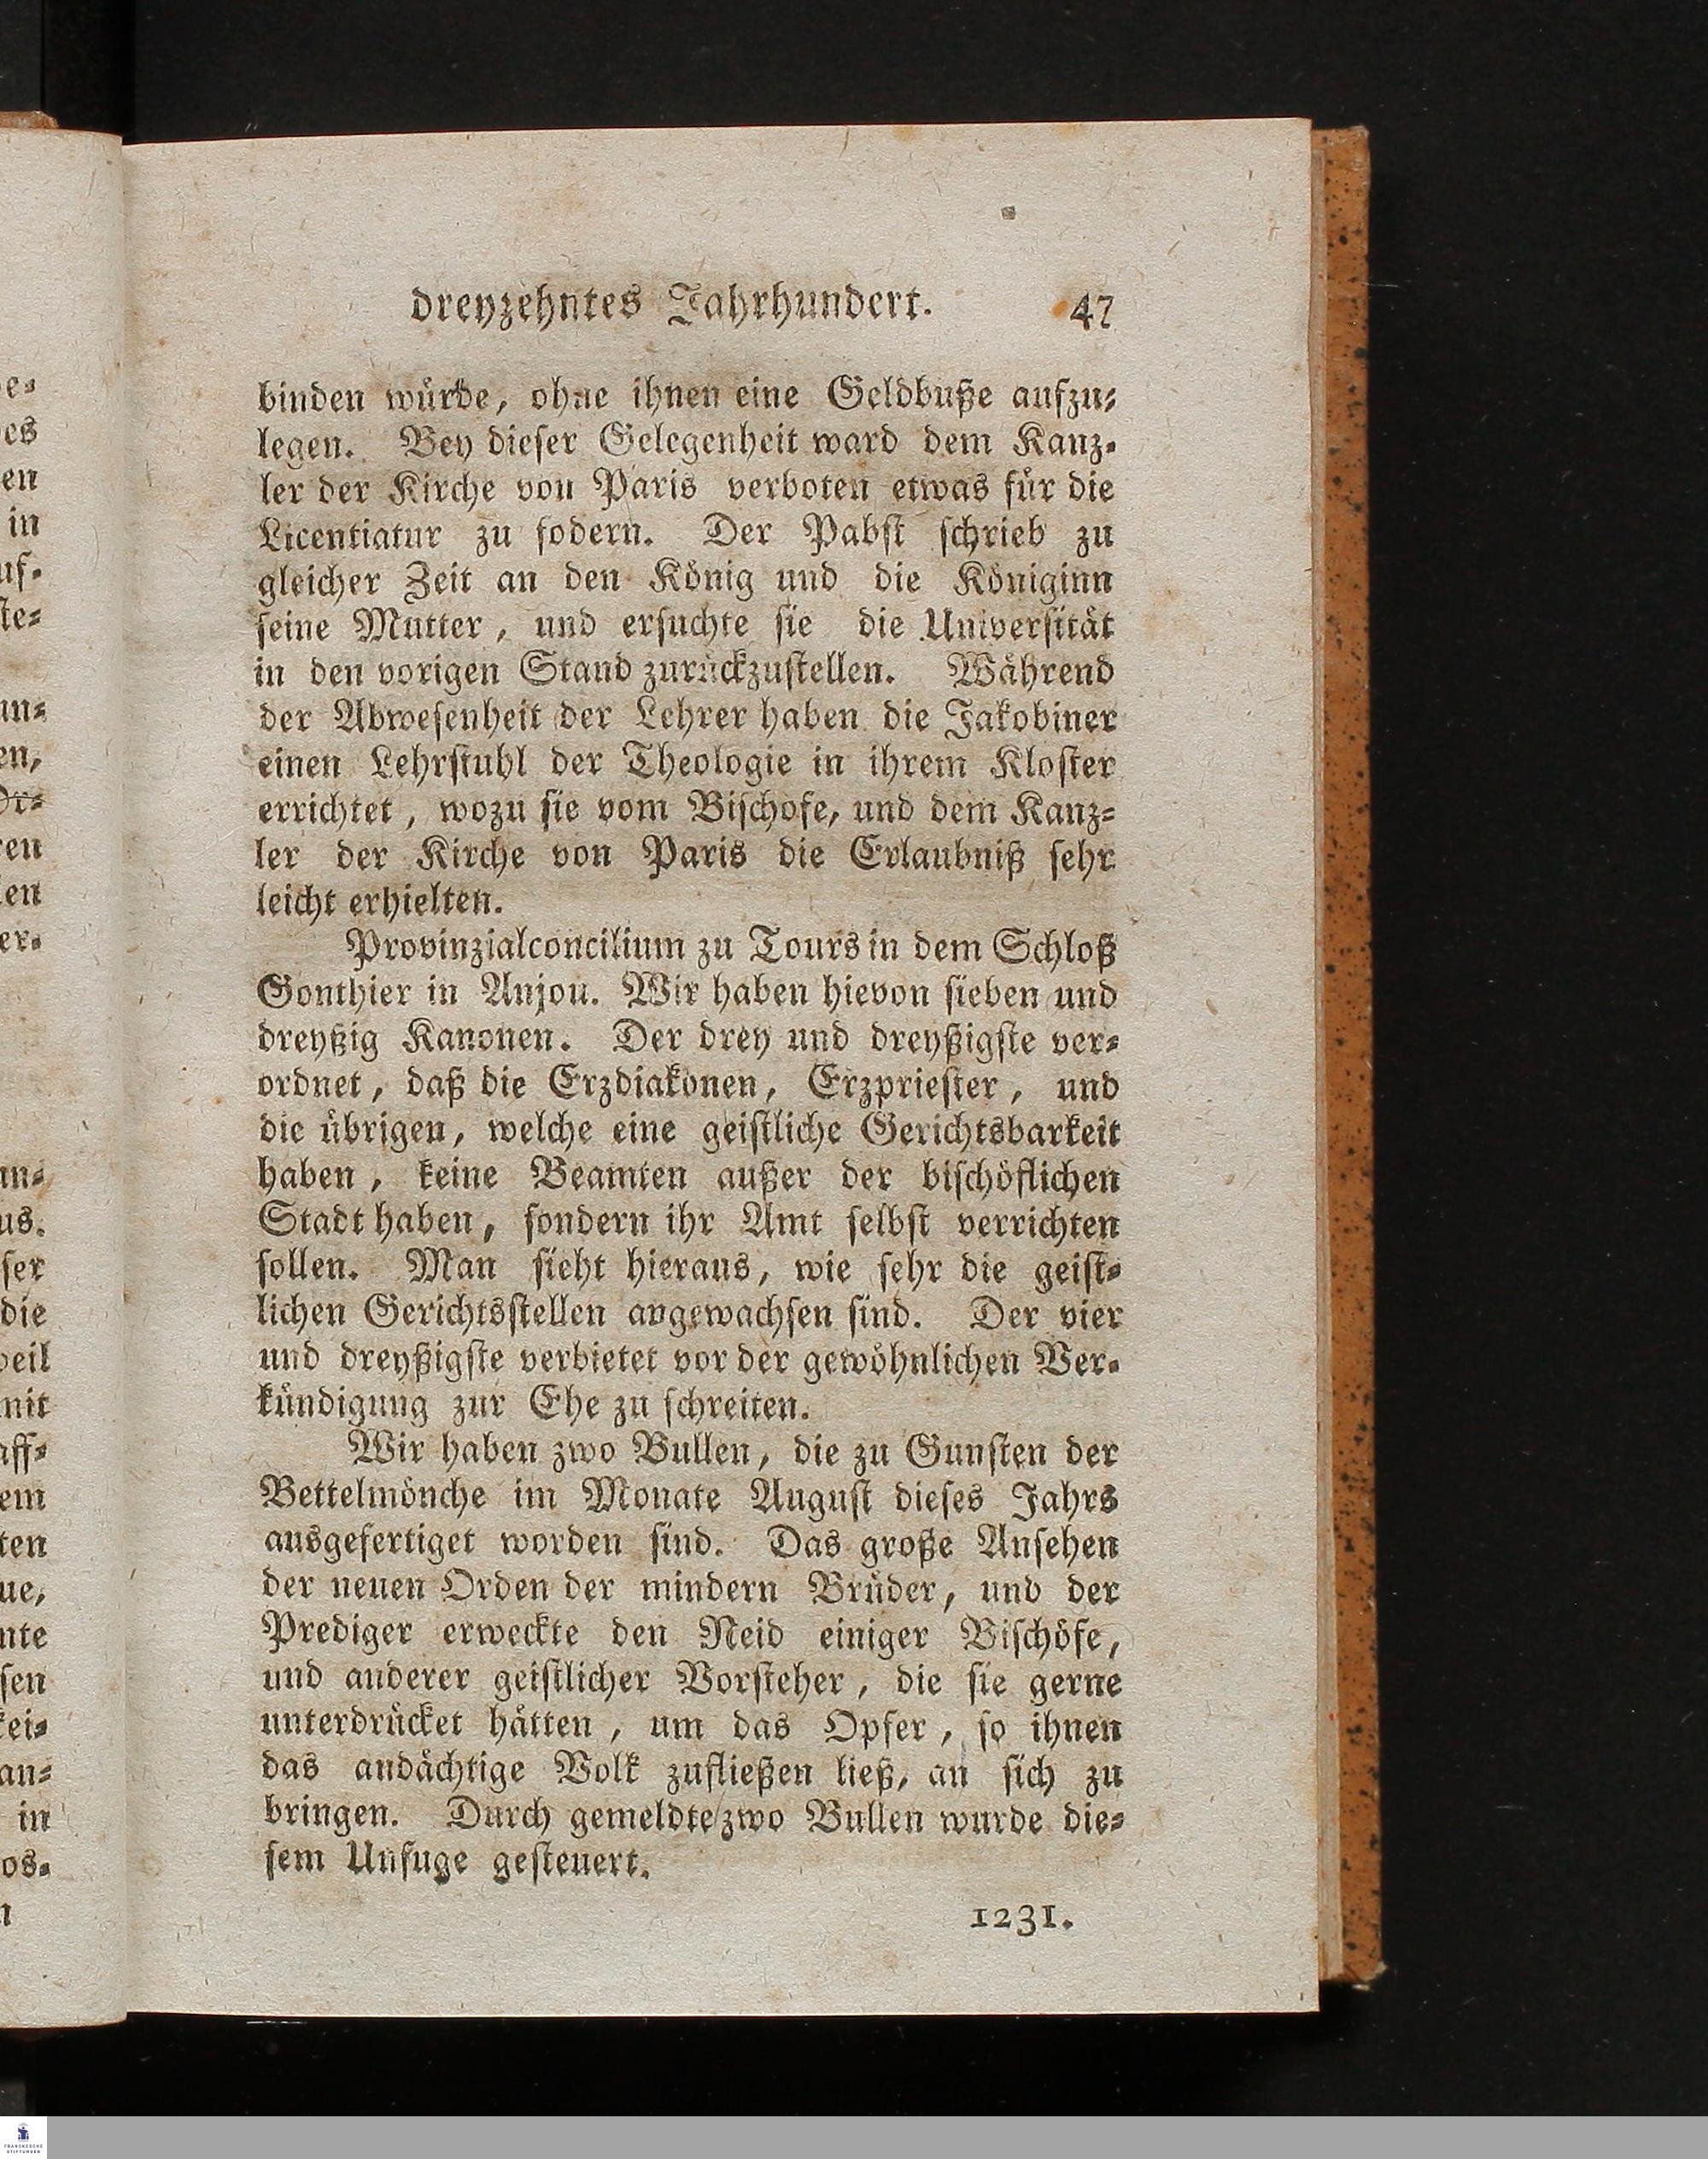 dreyzehntes Jahrhundert. 47
binden würde, ohne ihnen eine Geldbuße aufzu-
legen. Bey dieser Gelegenheit ward dem Kanz-
ler der Kirche von Paris verboten etwas für die
Licentiatur zu fodern. Der Pabst schrieb zu
gleicher Zeit an den König und die Königinn
seine Mutter, und ersuchte sie die Universität
in den vorigen Stand zurückzustellen. Während
der Abwesenheit der Lehrer haben die Jakobiner
einen Lehrstuhl der Theologie in ihrem Kloster
errichtet, wozu sie vom Bischofe, und dem Kanz-
ler der Kirche von Paris die Erlaubniß sehr
leicht erhielten.
Provinzialconcilium zu Tours in dem Schloß
Gonthier in Anjou. Wir haben hievon sieben und
dreyßig Kanonen. Der drey und dreyßigste ver-
ordnet, daß die Erzdiakonen, Erzpriester, und
die übrigen, welche eine geistliche Gerichtsbarkeit
haben, keine Beamten außer der bischöflichen
Stadt haben, sondern ihr Amt selbst verrichten
sollen. Man sieht hieraus, wie sehr die geist-
lichen Gerichtsstellen angewachsen sind. Der vier
und dreyßigste verbietet vor der gewöhnlichen Ver-
kündigung zur Ehe zu schreiten.
Wir haben zwo Bullen, die zu Gunsten der
Bettelmönche im Monate August dieses Jahrs
ausgefertiget worden sind. Das große Ansehen
der neuen Orden der mindern Brüder, und der
Prediger erweckte den Neid einiger Bischöfe,
und anderer geistlicher Vorsteher, die sie gerne
unterdrücket hätten, um das Opfer, so ihnen
das andächtige Volk zufließen ließ, an sich zu
bringen. Durch gemeldte zwo Bullen wurde die-
sem Unfuge gesteuert.
1231.
FRANCKESCHE
STIFTUNGEN